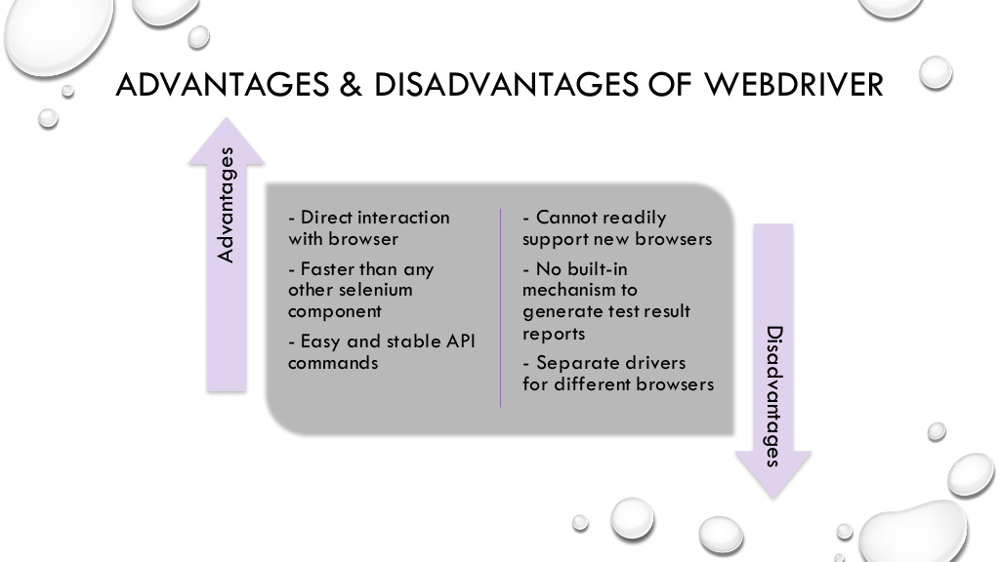 ADVANTAGES & DISADVANTAGES OF WEBDRIVER
Advantages
- Direct interaction
with browser
- Faster than any
other selenium
component
- Easy and stable API
commands
- Cannot readily
support new browsers
- No built-in
mechanism to
generate test result
reports
- Separate drivers
for different browsers
Disadvantages